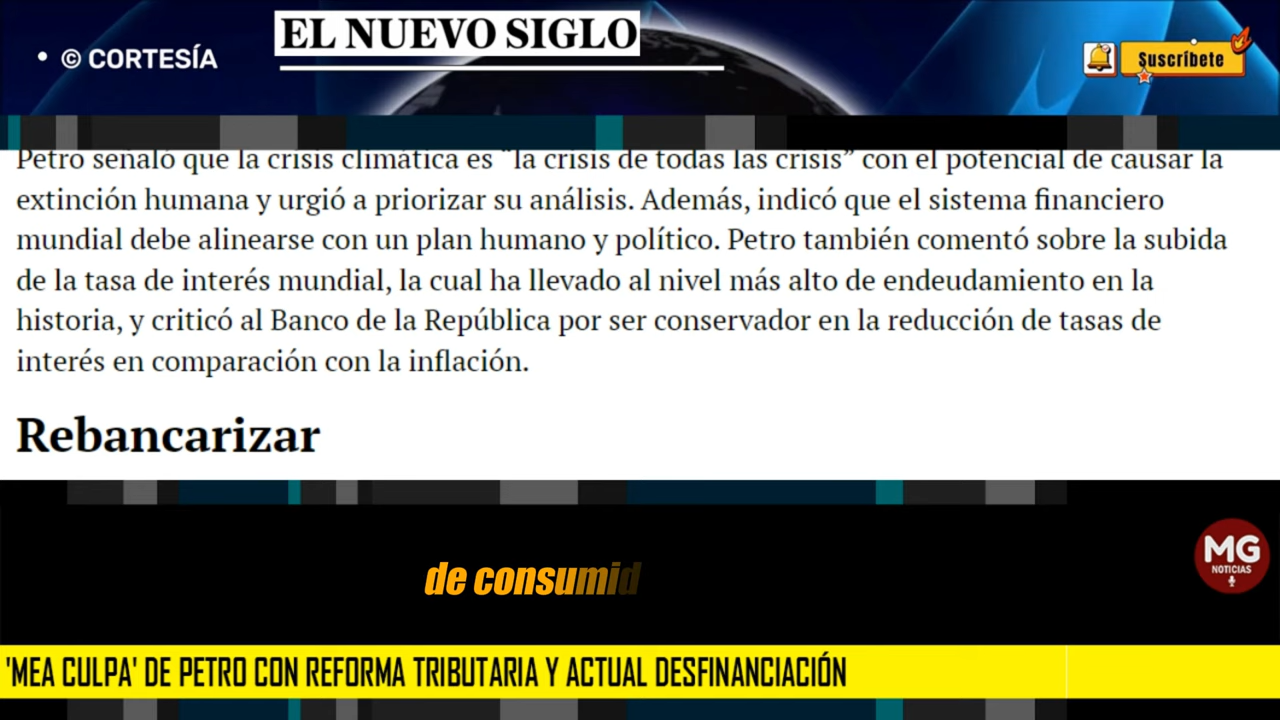 • © CORTESÍA
EL NUEVO SIGLO
Suscríbete
Petro señaló que la crisis climática es “la crisis de todas las crisis” con el potencial de causar la
extinción humana y urgió a priorizar su análisis. Además, indicó que el sistema financiero
mundial debe alinearse con un plan humano y político. Petro también comentó sobre la subida
de la tasa de interés mundial, la cual ha llevado al nivel más alto de endeudamiento en la
historia, y criticó al Banco de la República por ser conservador en la reducción de tasas de
interés en comparación con la inflación.
Rebancarizar
de consumid
MG
NOTICIAS
'MEA CULPA' DE PETRO CON REFORMA TRIBUTARIA Y ACTUAL DESFINANCIACIÓN